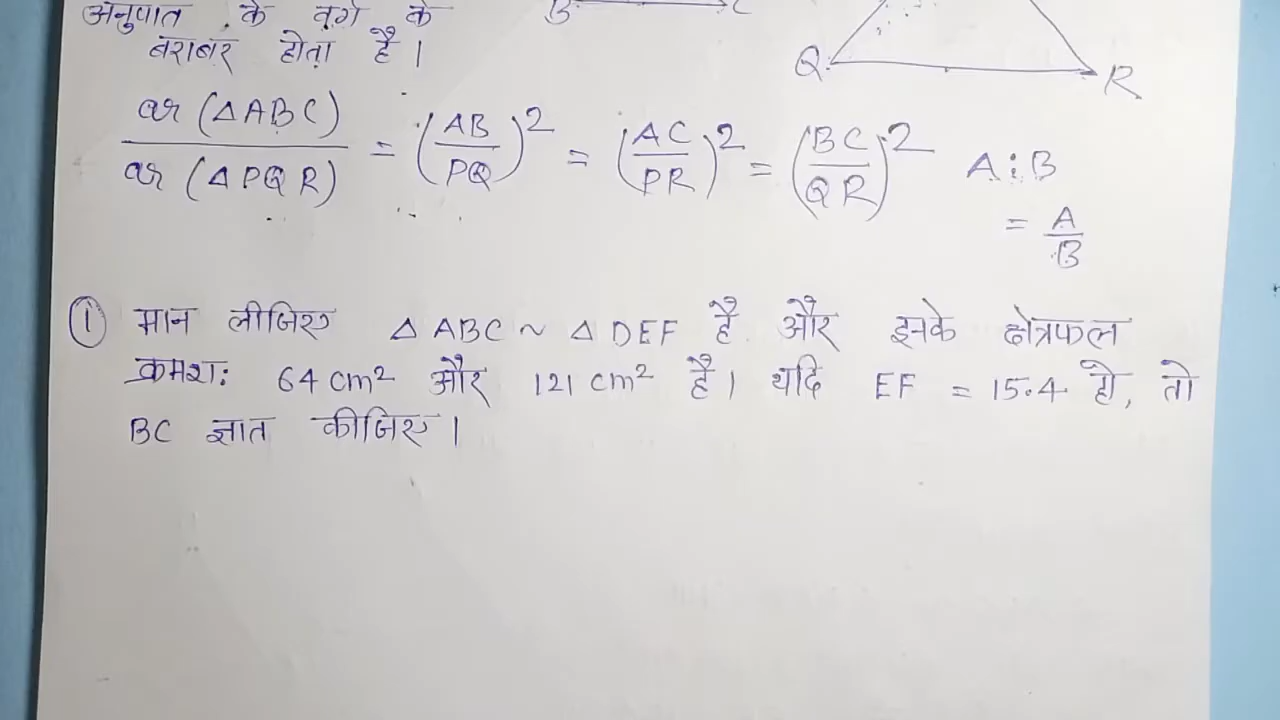 अनुपात के वर्ग के
बराबर होता है।
B C
Q R
ar (△ABC) / ar (△PQR) = (AB/PQ)² = (AC/PR)² = (BC/QR)² A:B
= A/B
① मान लीजिए △ABC ~ △DEF है और इनके क्षेत्रफल
क्रमश: 64 cm² और 121 cm² है। यदि EF = 15.4 हो, तो
BC ज्ञात कीजिए।